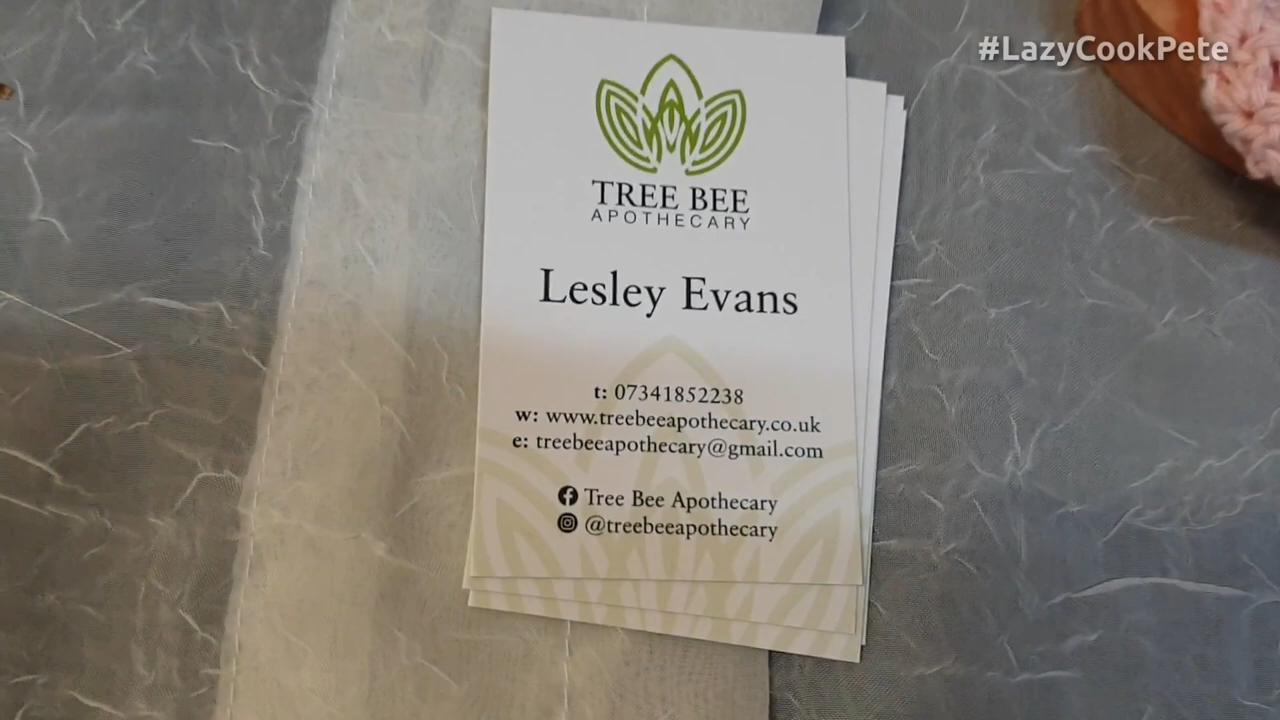 #LazyCookPete
TREE BEE
APOTHECARY
Lesley Evans
t: 07341852238
w: www.treebeeapothecary.co.uk
e: treebeeapothecary@gmail.com
Tree Bee Apothecary
@treebeeapothecary